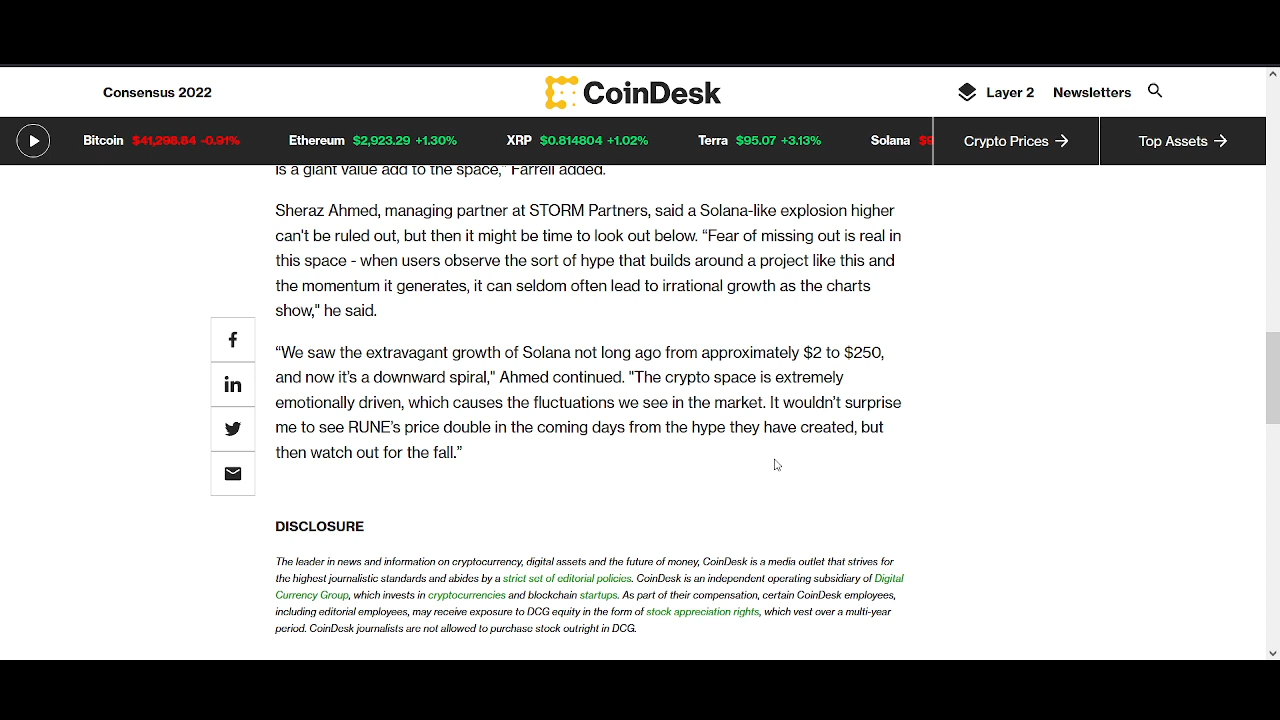 Consensus 2022
CoinDesk
Layer 2
Newsletters
Bitcoin $41,298.84 -0.91%
Ethereum $2,923.29 +1.30%
XRP $0.814804 +1.02%
Terra $95.07 +3.13%
Solana $9
Crypto Prices →
Top Assets →
is a giant value add to the space,” Farrell added.
Sheraz Ahmed, managing partner at STORM Partners, said a Solana-like explosion higher
can't be ruled out, but then it might be time to look out below. “Fear of missing out is real in
this space - when users observe the sort of hype that builds around a project like this and
the momentum it generates, it can seldom often lead to irrational growth as the charts
show," he said.
“We saw the extravagant growth of Solana not long ago from approximately $2 to $250,
and now it’s a downward spiral," Ahmed continued. "The crypto space is extremely
emotionally driven, which causes the fluctuations we see in the market. It wouldn’t surprise
me to see RUNE’s price double in the coming days from the hype they have created, but
then watch out for the fall.”
DISCLOSURE
The leader in news and information on cryptocurrency, digital assets and the future of money, CoinDesk is a media outlet that strives for
the highest journalistic standards and abides by a strict set of editorial policies. CoinDesk is an independent operating subsidiary of Digital
Currency Group, which invests in cryptocurrencies and blockchain startups. As part of their compensation, certain CoinDesk employees,
including editorial employees, may receive exposure to DCG equity in the form of stock appreciation rights, which vest over a multi-year
period. CoinDesk journalists are not allowed to purchase stock outright in DCG.